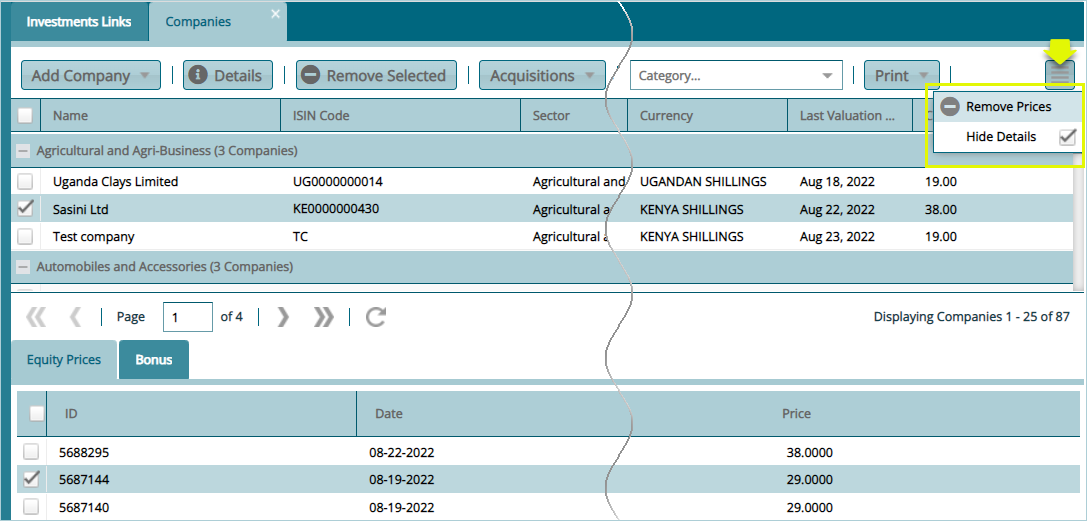 Investments Links Companies
Add Company Details Remove Selected Acquisitions Category... Print
Name ISIN Code Sector Currency Last Valuation ... C
Remove Prices
Hide Details
Agricultural and Agri-Business (3 Companies)
Uganda Clays Limited UG0000000014 Agricultural and UGANDAN SHILLINGS Aug 18, 2022 19.00
Sasini Ltd KE0000000430 Agricultural a KENYA SHILLINGS Aug 22, 2022 38.00
Test company TC Agricultural a KENYA SHILLINGS Aug 23, 2022 19.00
Automobiles and Accessories (3 Companies)
Page 1 of 4 Displaying Companies 1 - 25 of 87
Equity Prices Bonus
ID Date Price
5688295 08-22-2022 38.0000
5687144 08-19-2022 29.0000
5687140 08-19-2022 29.0000